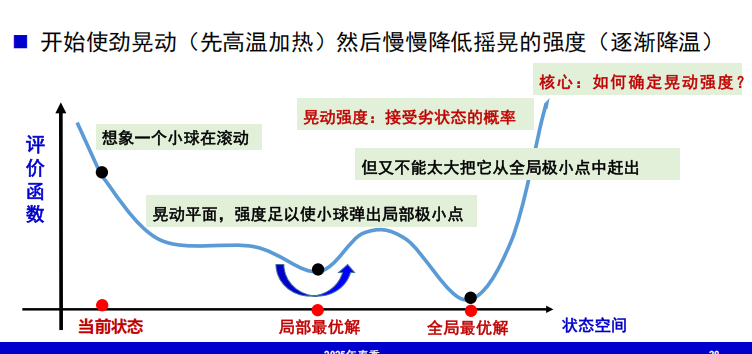 开始使劲晃动（先高温加热）然后慢慢降低摇晃的强度（逐渐降温）
核心：如何确定晃动强度？
晃动强度：接受劣状态的概率
想象一个小球在滚动
但又不能太大把它从全局极小点中赶出
评价函数
晃动平面，强度足以使小球弹出局部极小点
当前状态
局部最优解
全局最优解
状态空间